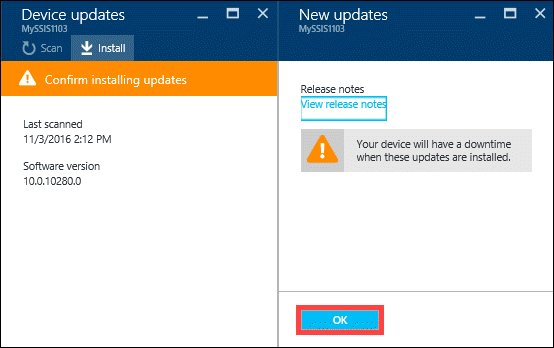 Device updates
MySSIS1103
Scan
Install
Confirm installing updates
Last scanned
11/3/2016 2:12 PM
Software version
10.0.10280.0
New updates
MySSIS1103
Release notes
View release notes
Your device will have a downtime
when these updates are installed.
OK